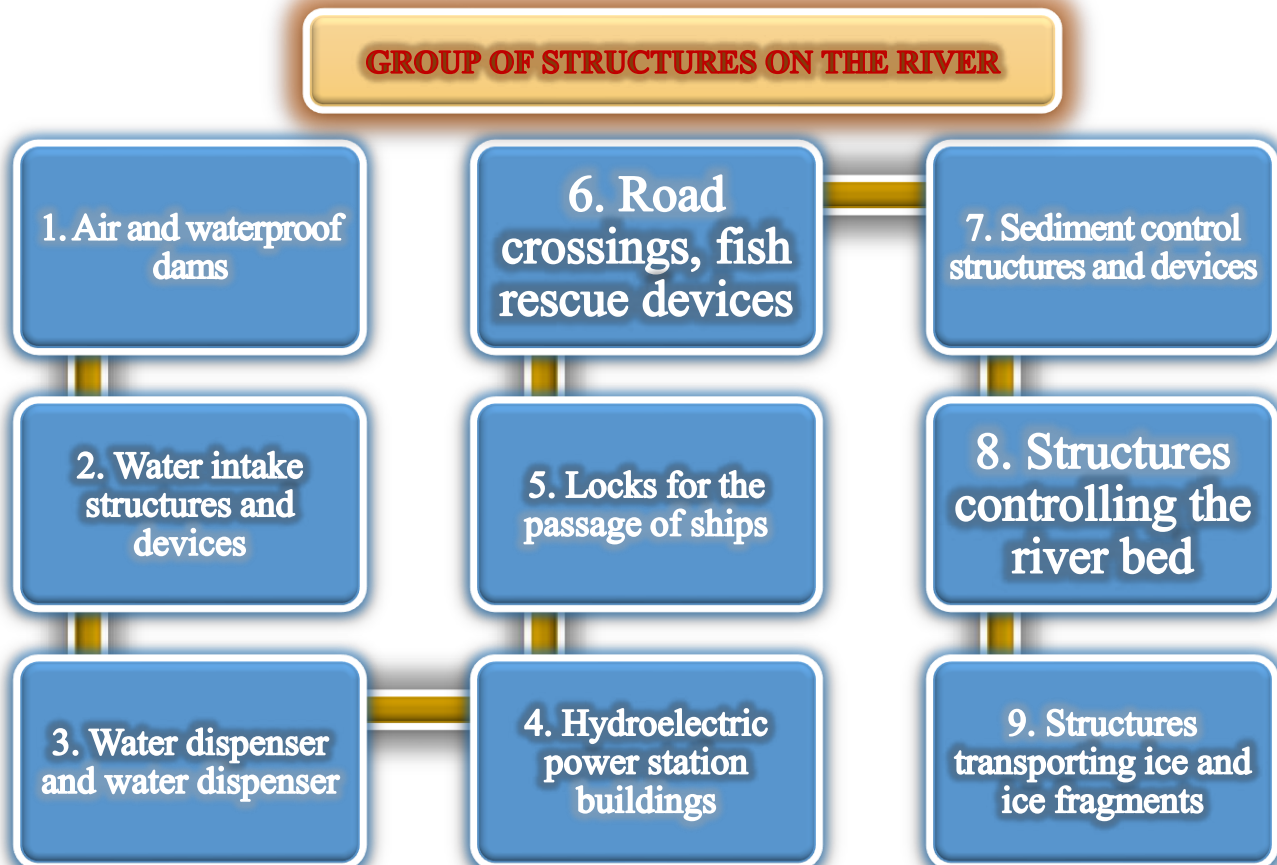 GROUP OF STRUCTURES ON THE RIVER
1. Air and waterproof
dams
2. Water intake
structures and
devices
3. Water dispenser
and water dispenser
4. Hydroelectric
power station
buildings
5. Locks for the
passage of ships
6. Road
crossings, fish
rescue devices
7. Sediment control
structures and devices
8. Structures
controlling the
river bed
9. Structures
transporting ice and
ice fragments